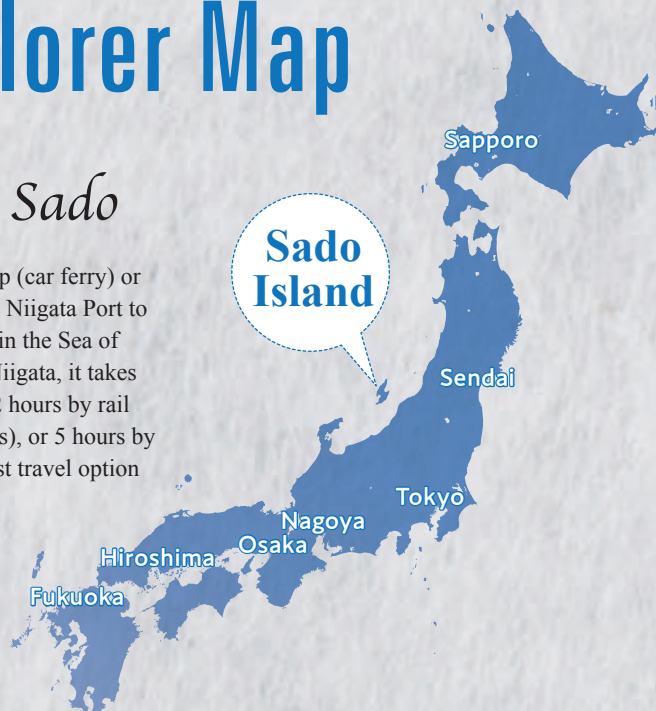 lorer Map
Sado
p (car ferry) or
Niigata Port to
in the Sea of
Niigata, it takes
2 hours by rail
s), or 5 hours by
st travel option
Sado
Island
Sapporo
Sendai
Tokyo
Nagoya
Osaka
Hiroshima
Fukuoka